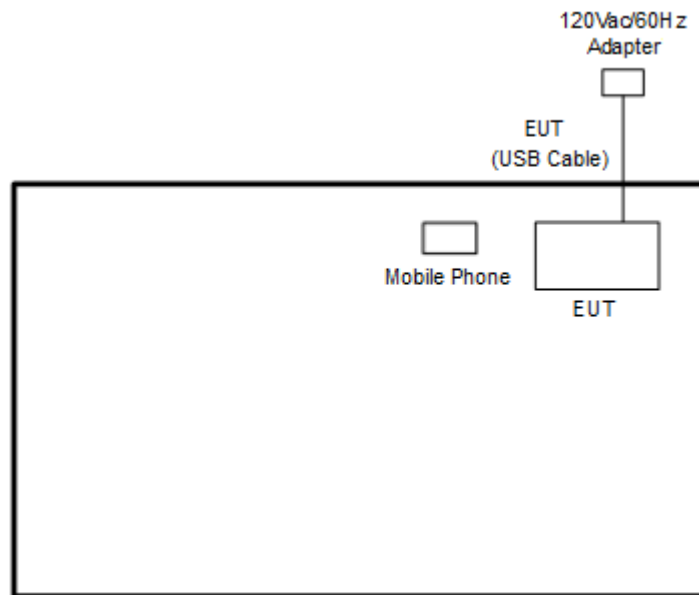 120Vac/60Hz
Adapter
EUT
(USB Cable)
Mobile Phone
EUT